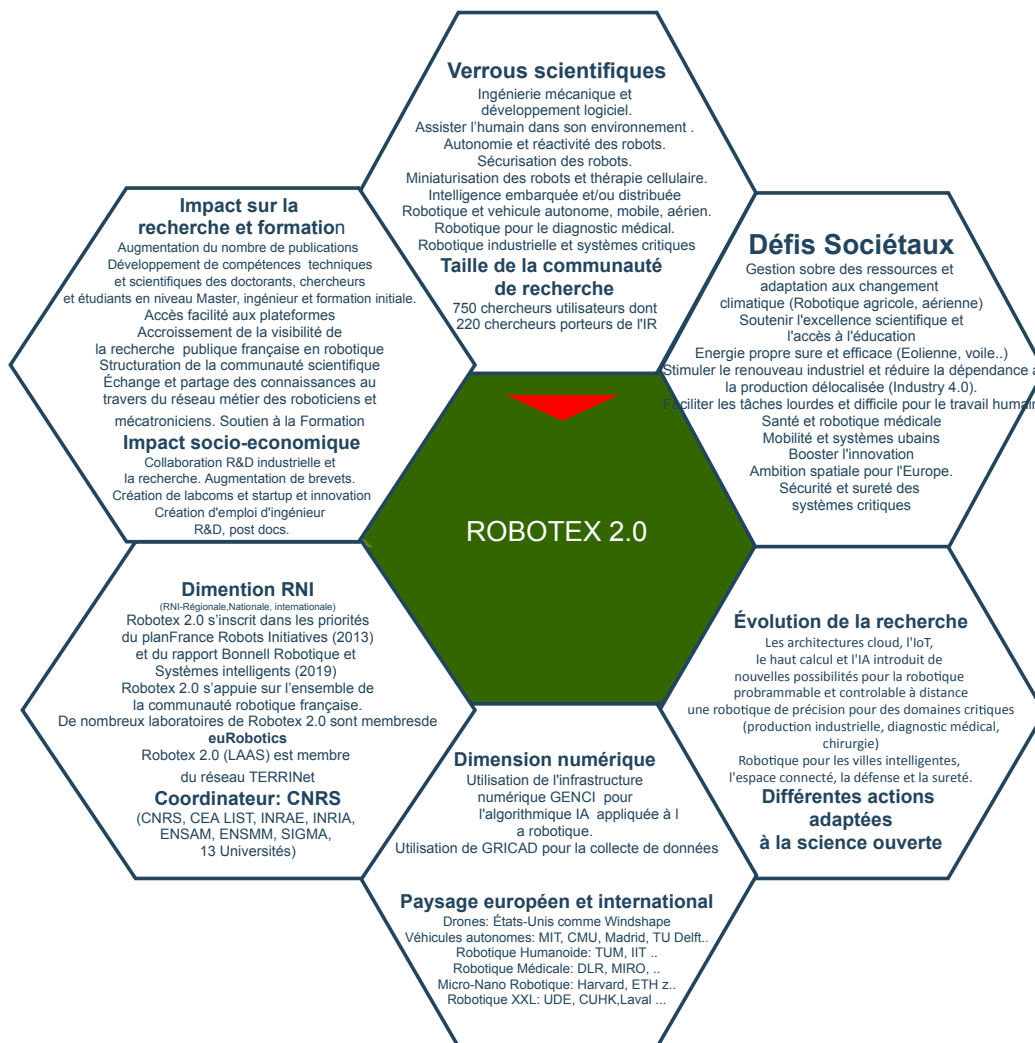 Verrous scientifiques
Ingénierie mécanique et
développement logiciel.
Assister l'humain dans son environnement .
Autonomie et réactivité des robots.
Sécurisation des robots.
Miniaturisation des robots et thérapie cellulaire.
Intelligence embarquée et/ou distribuée
Robotique et vehicule autonome, mobile, aérien.
Robotique pour le diagnostic médical.
Robotique industrielle et systèmes critiques
Taille de la communauté
de recherche
750 chercheurs utilisateurs dont
220 chercheurs porteurs de l'IR
Impact sur la
recherche et formation
Augmentation du nombre de publications
Développement de compétences techniques
et scientifiques des doctorants, chercheurs
et étudiants en niveau Master, ingénieur et formation initiale.
Accès facilité aux plateformes
Accroissement de la visibilité de
la recherche publique française en robotique
Structuration de la communauté scientifique
Échange et partage des connaissances au
travers du réseau métier des roboticiens et
mécatroniciens. Soutien à la Formation
Impact socio-economique
Collaboration R&D industrielle et
la recherche. Augmentation de brevets.
Création de labcoms et startup et innovation
Création d'emploi d'ingénieur
R&D, post docs.
Défis Sociétaux
Gestion sobre des ressources et
adaptation aux changement
climatique (Robotique agricole, aérienne)
Soutenir l'excellence scientifique et
l'accès à l'éducation
Energie propre sure et efficace (Eolienne, voile..)
Stimuler le renouveau industriel et réduire la dépendance à
la production délocalisée (Industry 4.0).
Faciliter les tâches lourdes et difficile pour le travail humain
Santé et robotique médicale
Mobilité et systèmes ubains
Booster l'innovation
Ambition spatiale pour l'Europe.
Sécurité et sureté des
systèmes critiques
ROBOTEX 2.0
Dimention RNI
(RNI-Régionale,Nationale, internationale)
Robotex 2.0 s'inscrit dans les priorités
du planFrance Robots Initiatives (2013)
et du rapport Bonnell Robotique et
Systèmes intelligents (2019)
Robotex 2.0 s'appuie sur l'ensemble de
la communauté robotique française.
De nombreux laboratoires de Robotex 2.0 sont membresde
euRobotics
Robotex 2.0 (LAAS) est membre
du réseau TERRINet
Coordinateur: CNRS
(CNRS, CEA LIST, INRAE, INRIA,
ENSAM, ENSMM, SIGMA,
13 Universités)
Évolution de la recherche
Les architectures cloud, l'IoT,
le haut calcul et l'IA introduit de
nouvelles possibilités pour la robotique
probrammable et controlable à distance
une robotique de précision pour des domaines critiques
(production industrielle, diagnostic médical,
chirurgie)
Robotique pour les villes intelligentes,
l'espace connecté, la défense et la sureté.
Différentes actions
adaptées
à la science ouverte
Dimension numérique
Utilisation de l'infrastructure
numérique GENCI pour
l'algorithmique IA appliquée à l
a robotique.
Utilisation de GRICAD pour la collecte de données
Paysage européen et international
Drones: États-Unis comme Windshape
Véhicules autonomes: MIT, CMU, Madrid, TU Delft..
Robotique Humanoide: TUM, IIT ..
Robotique Médicale: DLR, MIRO, ..
Micro-Nano Robotique: Harvard, ETH z..
Robotique XXL: UDE, CUHK,Laval ...